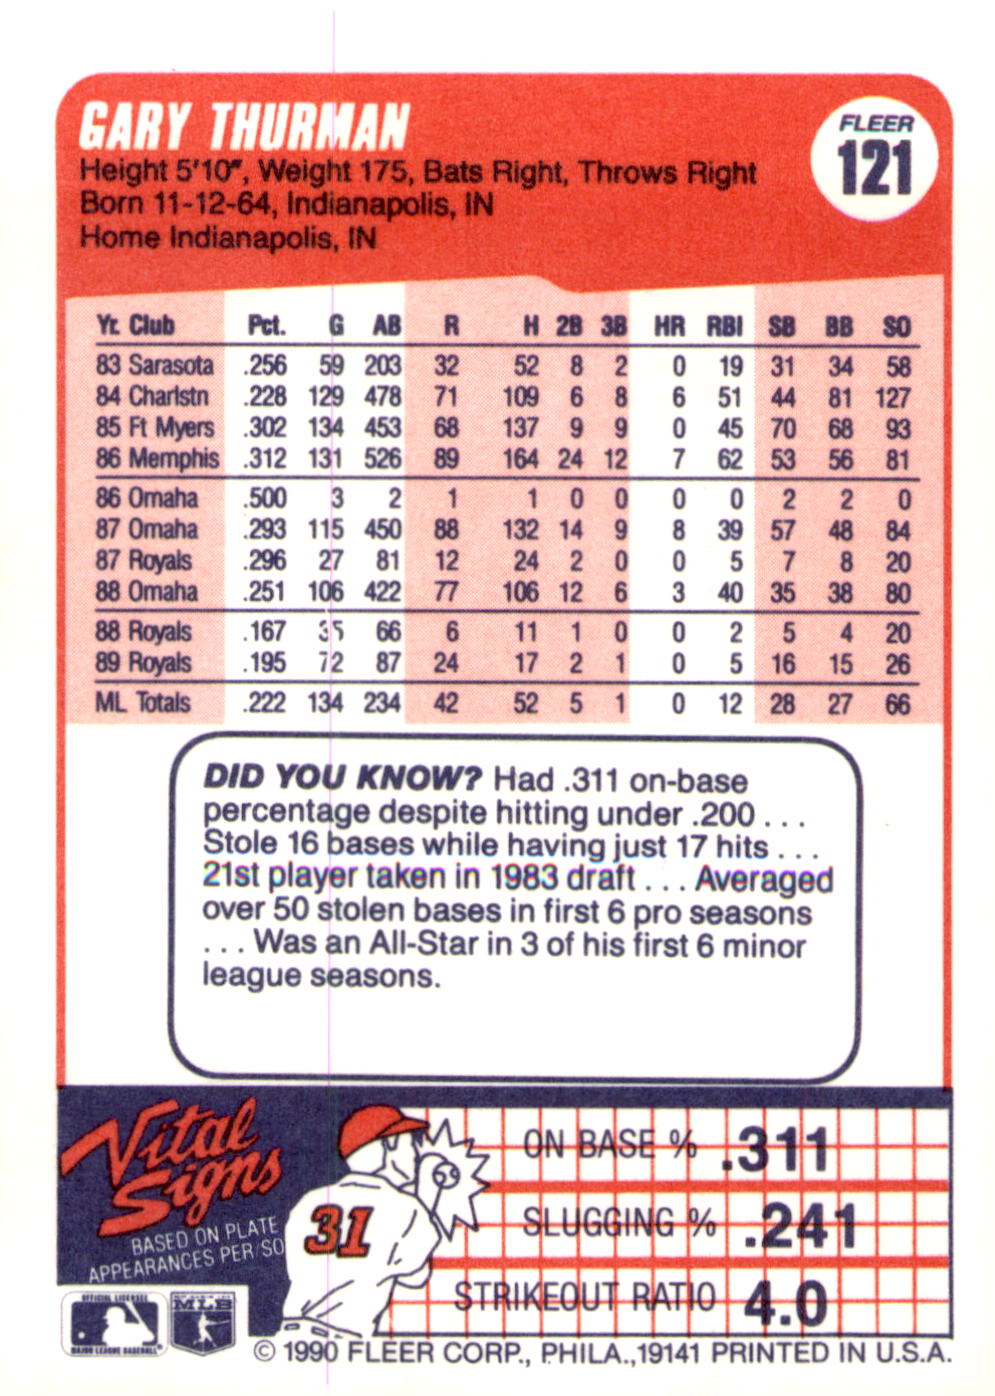 GARY THURMAN
FLEER
121
Height 5'10", Weight 175, Bats Right, Throws Right
Born 11-12-64, Indianapolis, IN
Home Indianapolis, IN
Yr. Club Pct. G AB R H 2B 3B HR RBI SB BB SO
83 Sarasota .256 59 203 32 52 8 2 0 19 31 34 58
84 Charlstn .228 129 478 71 109 6 8 6 51 44 81 127
85 Ft Myers .302 134 453 68 137 9 9 0 45 70 68 93
86 Memphis .312 131 526 89 164 24 12 7 62 53 56 81
86 Omaha .500 3 2 1 1 0 0 0 0 2 2 0
87 Omaha .293 115 450 88 132 14 9 8 39 57 48 84
87 Royals .296 27 81 12 24 2 0 0 5 7 8 20
88 Omaha .251 106 422 77 106 12 6 3 40 35 38 80
88 Royals .167 35 66 6 11 1 0 0 2 5 4 20
89 Royals .195 72 87 24 17 2 1 0 5 16 15 26
ML Totals .222 134 234 42 52 5 1 0 12 28 27 66
DID YOU KNOW? Had .311 on-base
percentage despite hitting under .200 . . .
Stole 16 bases while having just 17 hits . . .
21st player taken in 1983 draft . . . Averaged
over 50 stolen bases in first 6 pro seasons
. . . Was an All-Star in 3 of his first 6 minor
league seasons.
Vital
Signs
BASED ON PLATE
APPEARANCES PER/SO
31
ON BASE % .311
SLUGGING % .241
STRIKEOUT RATIO 4.0
OFFICIAL LICENSEE
MAJOR LEAGUE BASEBALL
MLB
© 1990 FLEER CORP., PHILA.,19141 PRINTED IN U.S.A.